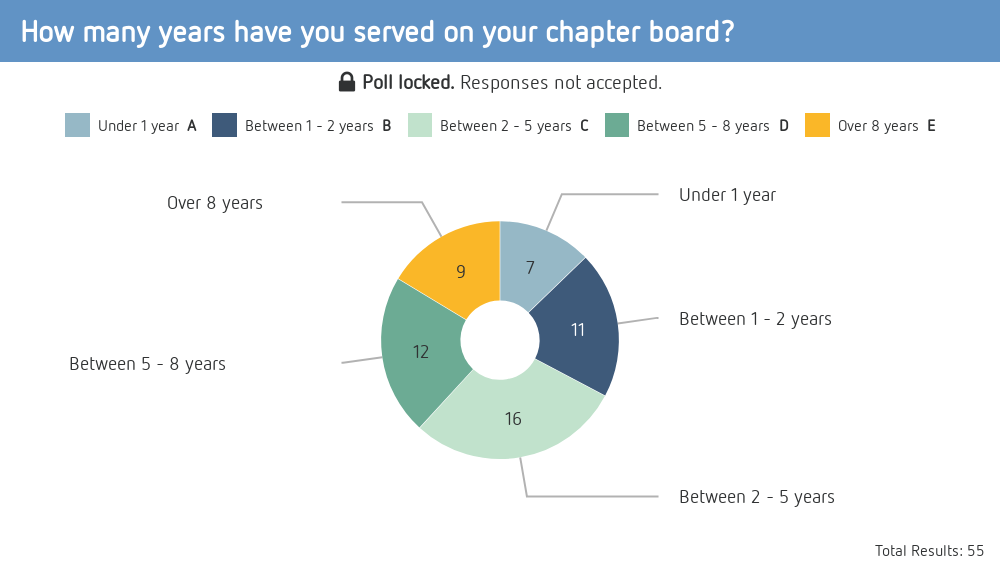 How many years have you served on your chapter board?
Poll locked. Responses not accepted.
Under 1 year A Between 1 - 2 years B Between 2 - 5 years C Between 5 - 8 years D Over 8 years E
Under 1 year
Over 8 years
9
7
Between 1 - 2 years
11
12
Between 5 - 8 years
16
Between 2 - 5 years
Total Results: 55